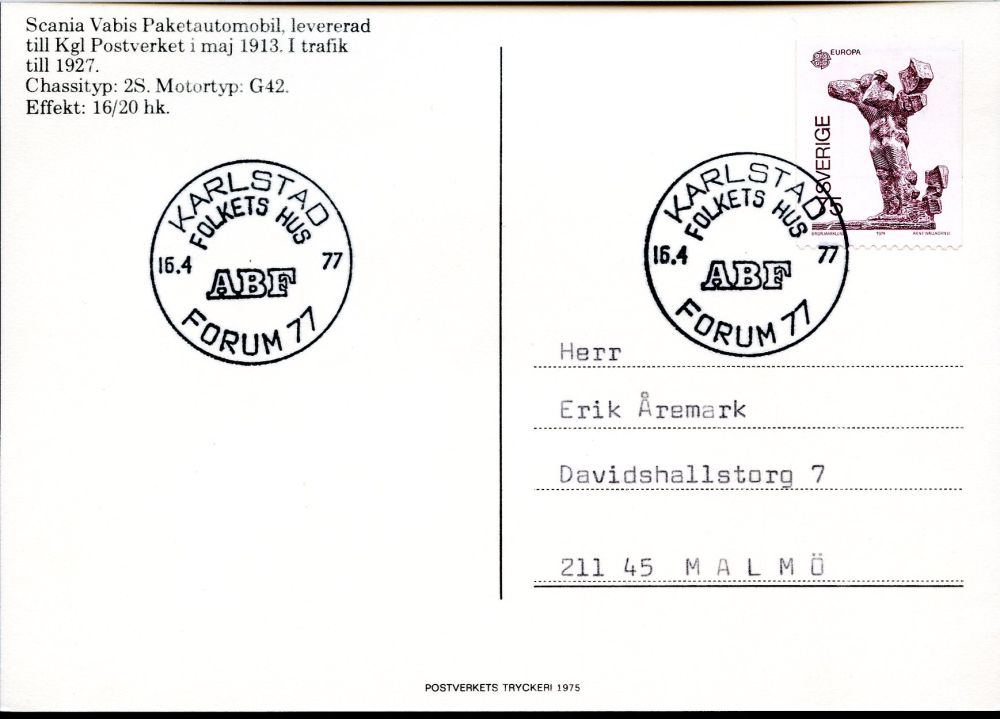 Scania Vabis Paketautomobil, levererad
till Kgl Postverket i maj 1913. I trafik
till 1927.
Chassityp: 2S. Motortyp: G42.
Effekt: 16/20 hk.
KARLSTAD
FOLKETS HUS
16.4 77
ABF
FORUM 77
EUROPA
SVERIGE
1974
KARLSTAD
FOLKETS HUS
16.4 77
ABF
FORUM 77
Herr
Erik Åremark
Davidshallstorg 7
211 45 MALMÖ
POSTVERKETS TRYCKERI 1975